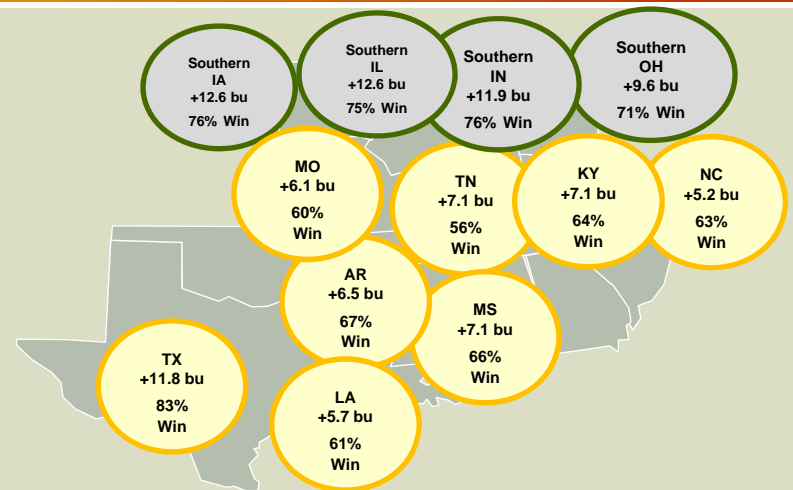 Southern
IA
+12.6 bu
76% Win
Southern
IL
+12.6 bu
75% Win
Southern
IN
+11.9 bu
76% Win
Southern
OH
+9.6 bu
71% Win
MO
+6.1 bu
60%
Win
TN
+7.1 bu
56%
Win
KY
+7.1 bu
64%
Win
NC
+5.2 bu
63%
Win
AR
+6.5 bu
67%
Win
MS
+7.1 bu
66%
Win
TX
+11.8 bu
83%
Win
LA
+5.7 bu
61%
Win